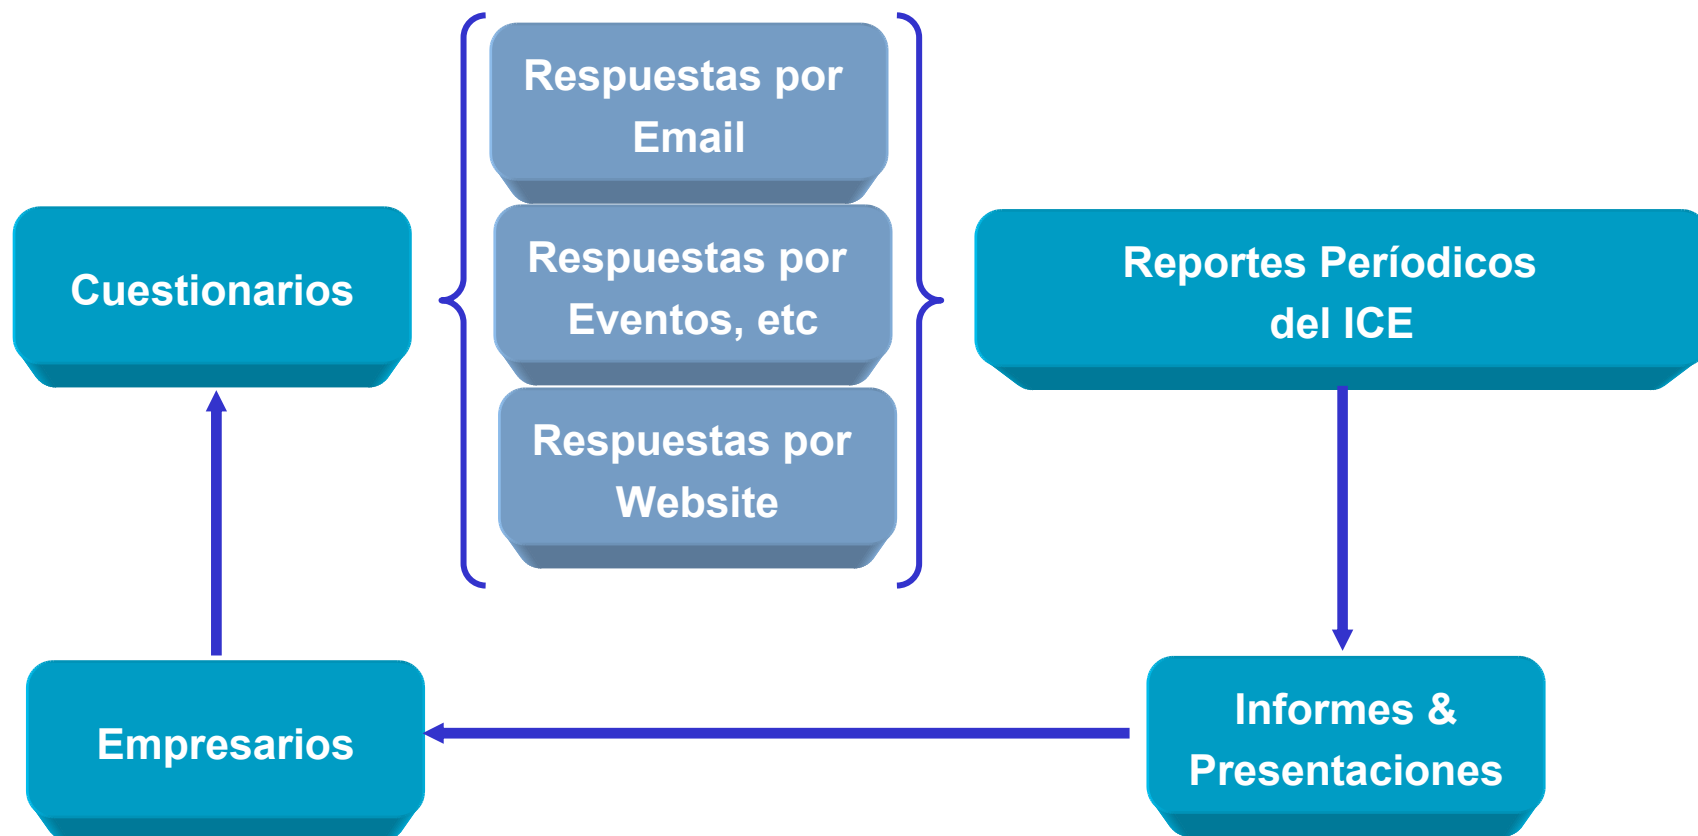 Respuestas por
Email
Respuestas por
Eventos, etc
Respuestas por
Website
Cuestionarios
Reportes Períodicos
del ICE
Empresarios
Informes &
Presentaciones